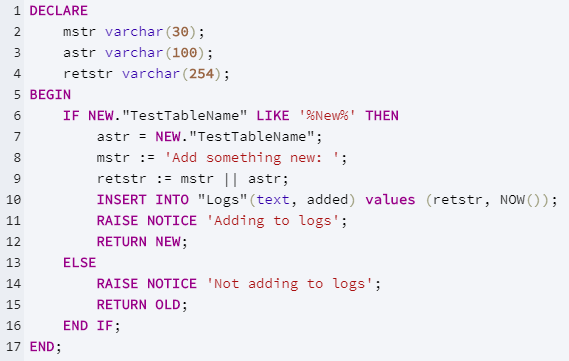 1 DECLARE
2     mstr varchar(30);
3     astr varchar(100);
4     retstr varchar(254);
5 BEGIN
6     IF NEW."TestTableName" LIKE '%New%' THEN
7         astr = NEW."TestTableName";
8         mstr := 'Add something new: ';
9         retstr := mstr || astr;
10         INSERT INTO "Logs"(text, added) values (retstr, NOW());
11         RAISE NOTICE 'Adding to logs';
12         RETURN NEW;
13     ELSE
14         RAISE NOTICE 'Not adding to logs';
15         RETURN OLD;
16     END IF;
17 END;